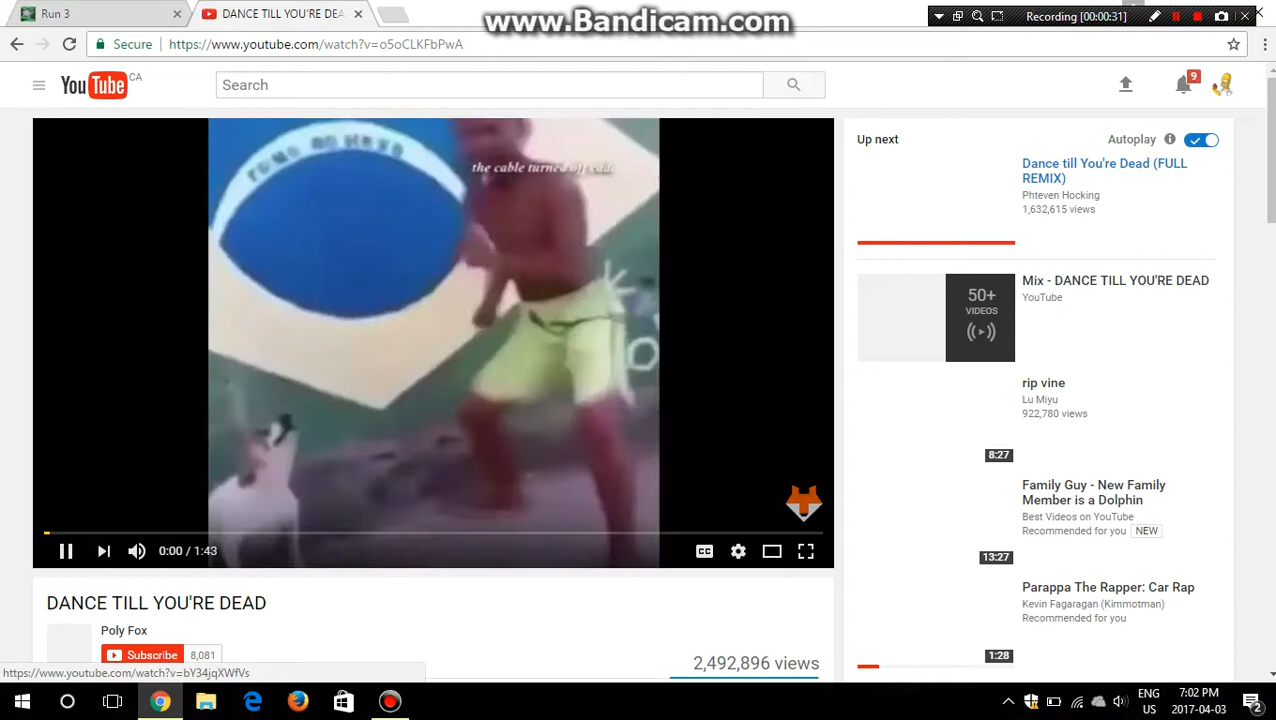 www.Bandicam.com
Run 3
DANCE TILL YOU'RE DEA
Recording [00:00:31]
Secure
https://www.youtube.com/watch?v=o5oCLKFbPwA
YouTube CA
Search
9
the cable turned off
0:00 / 1:43
CC
DANCE TILL YOU'RE DEAD
Poly Fox
Subscribe 8,081
2,492,896 views
https://www.youtube.com/watch?v=bY34jqXWfVs
Up next
Autoplay
Dance till You're Dead (FULL
REMIX)
Phteven Hocking
1,632,615 views
50+
VIDEOS
Mix - DANCE TILL YOU'RE DEAD
YouTube
rip vine
Lu Miyu
922,780 views
8:27
Family Guy - New Family
Member is a Dolphin
Best Videos on YouTube
Recommended for you NEW
13:27
Parappa The Rapper: Car Rap
Kevin Fagaragan (Kimmotman)
Recommended for you
1:28
ENG
US
7:02 PM
2017-04-03
2